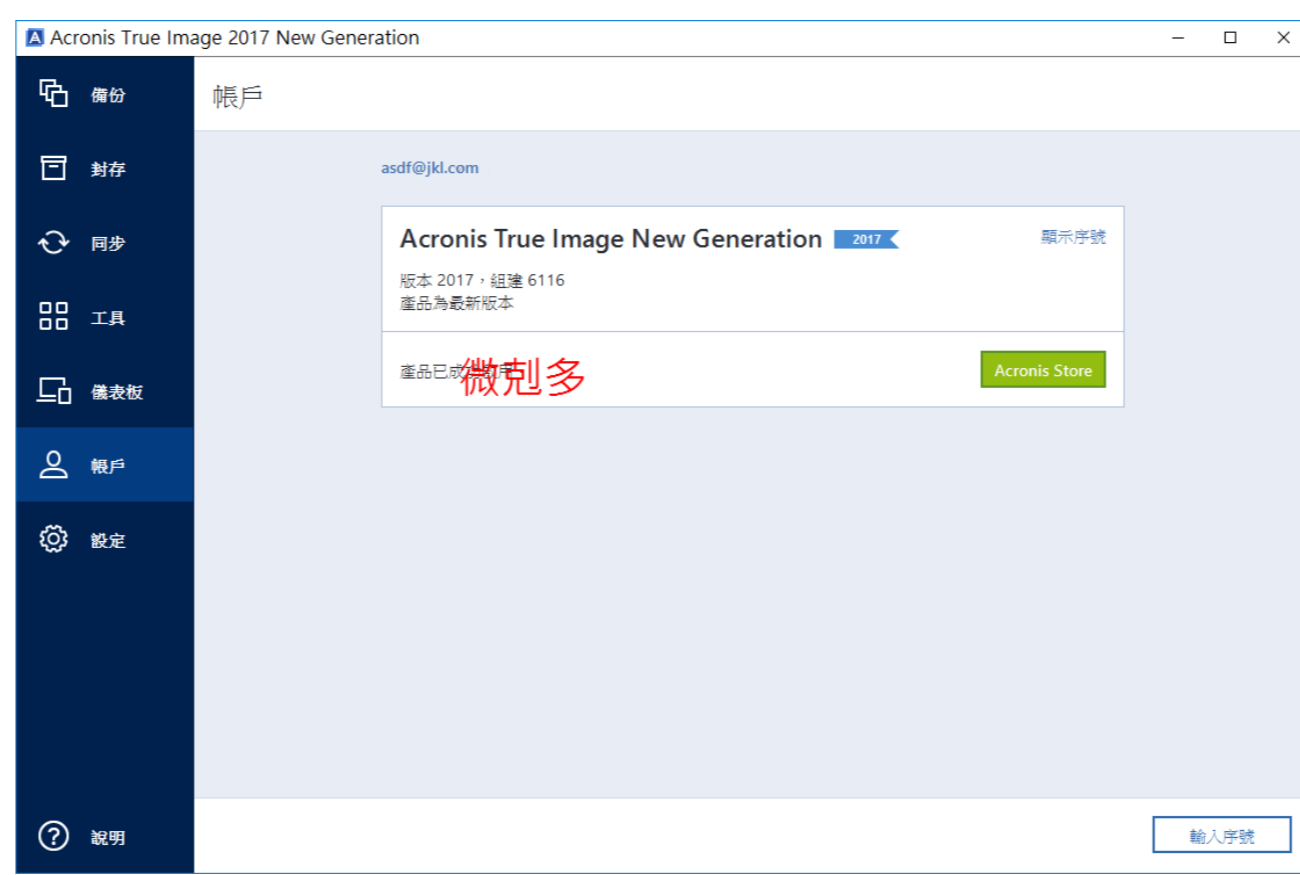 Acronis True Image 2017 New Generation
備份
帳戶
封存
asdf@jkl.com
同步
Acronis True Image New Generation 2017 顯示序號
版本 2017，組建 6116
產品為最新版本
工具
產品已成
微剋多
Acronis Store
儀表板
帳戶
設定
說明
輸入序號